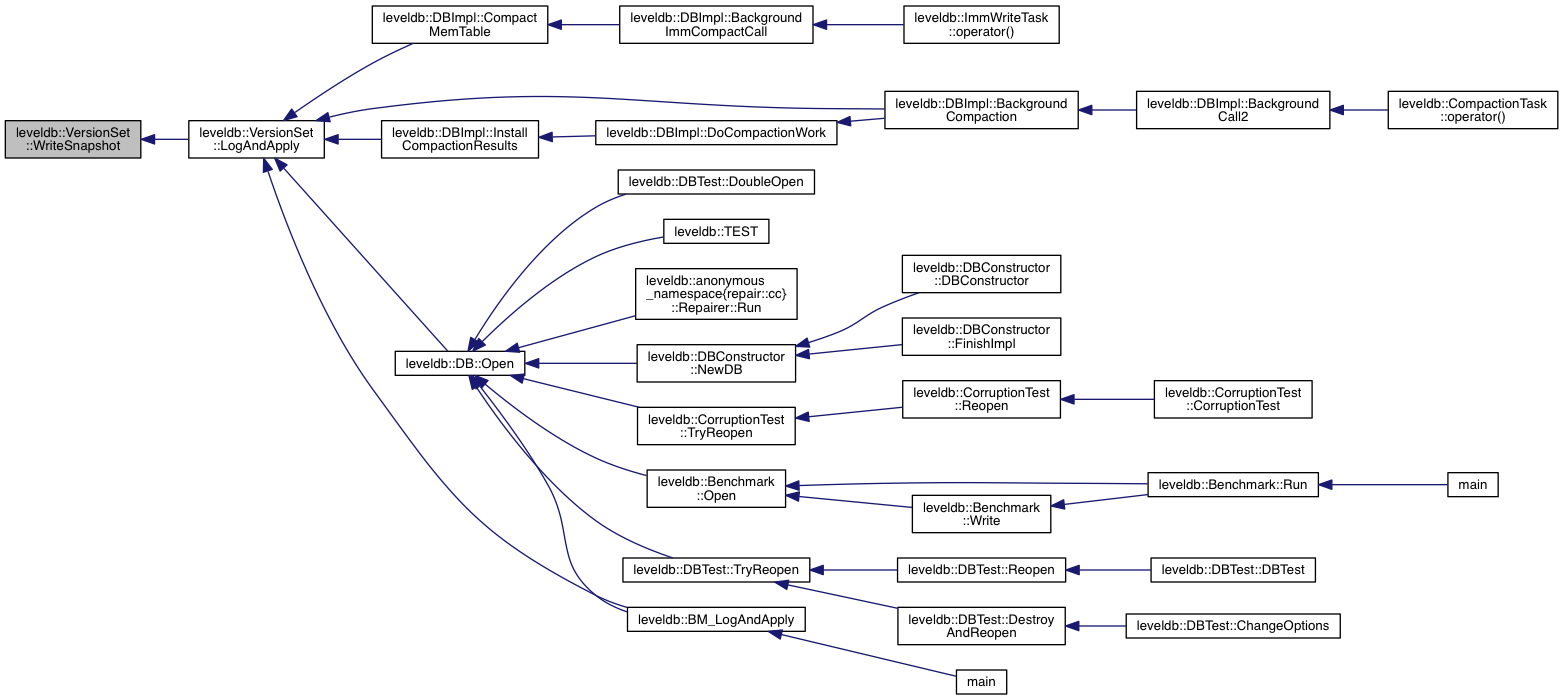 leveldb::DBImpl::Compact
MemTable
leveldb::DBImpl::Background
ImmCompactCall
leveldb::ImmWriteTask
::operator()
leveldb::VersionSet
::WriteSnapshot
leveldb::VersionSet
::LogAndApply
leveldb::DBImpl::Install
CompactionResults
leveldb::DBImpl::DoCompactionWork
leveldb::DBImpl::Background
Compaction
leveldb::DBImpl::Background
Call2
leveldb::CompactionTask
::operator()
leveldb::DBTest::DoubleOpen
leveldb::TEST
leveldb::anonymous
_namespace{repair::cc}
::Repairer::Run
leveldb::DB::Open
leveldb::DBConstructor
::NewDB
leveldb::DBConstructor
::DBConstructor
leveldb::DBConstructor
::FinishImpl
leveldb::CorruptionTest
::TryReopen
leveldb::CorruptionTest
::Reopen
leveldb::CorruptionTest
::CorruptionTest
leveldb::Benchmark
::Open
leveldb::Benchmark
::Write
leveldb::Benchmark::Run
main
leveldb::DBTest::TryReopen
leveldb::DBTest::Reopen
leveldb::DBTest::DBTest
leveldb::BM_LogAndApply
leveldb::DBTest::Destroy
AndReopen
leveldb::DBTest::ChangeOptions
main